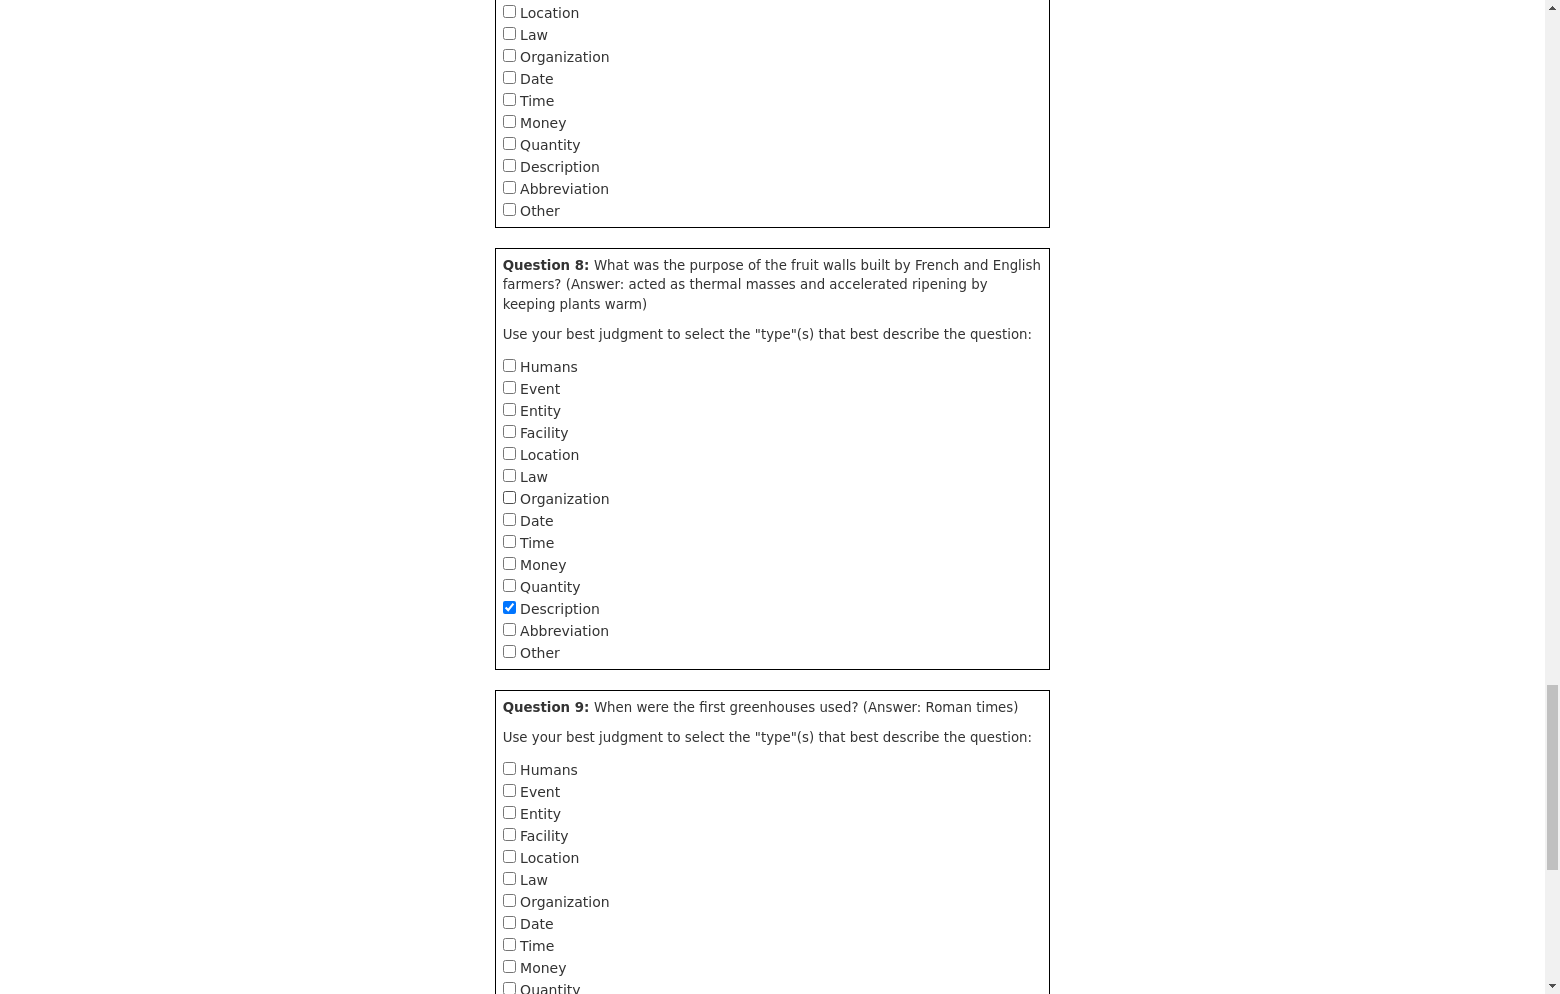 Location
Law
Organization
Date
Time
Money
Quantity
Description
Abbreviation
Other
Question 8: What was the purpose of the fruit walls built by French and English
farmers? (Answer: acted as thermal masses and accelerated ripening by
keeping plants warm)
Use your best judgment to select the "type"(s) that best describe the question:
Humans
Event
Entity
Facility
Location
Law
Organization
Date
Time
Money
Quantity
Description
Abbreviation
Other
Question 9: When were the first greenhouses used? (Answer: Roman times)
Use your best judgment to select the "type"(s) that best describe the question:
Humans
Event
Entity
Facility
Location
Law
Organization
Date
Time
Money
Quantity